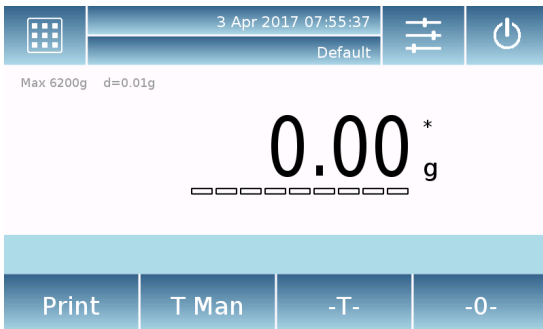 3 Apr 2017 07:55:37
Default
Max 6200g d=0.01g
0.00 * g
Print T Man -T- -0-